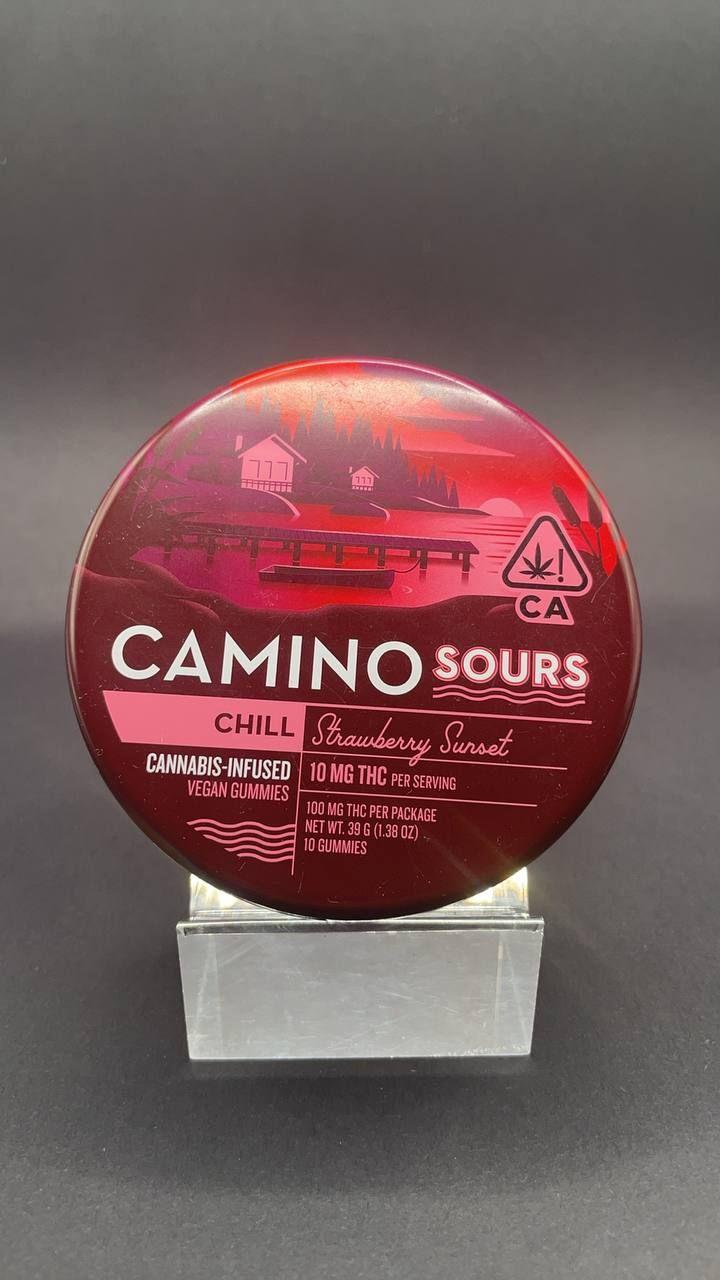 !
CA
CAMINO SOURS
CHILL Strawberry Sunset
CANNABIS-INFUSED
VEGAN GUMMIES
10 MG THC PER SERVING
100 MG THC PER PACKAGE
NET WT. 39 G (1.38 OZ)
10 GUMMIES